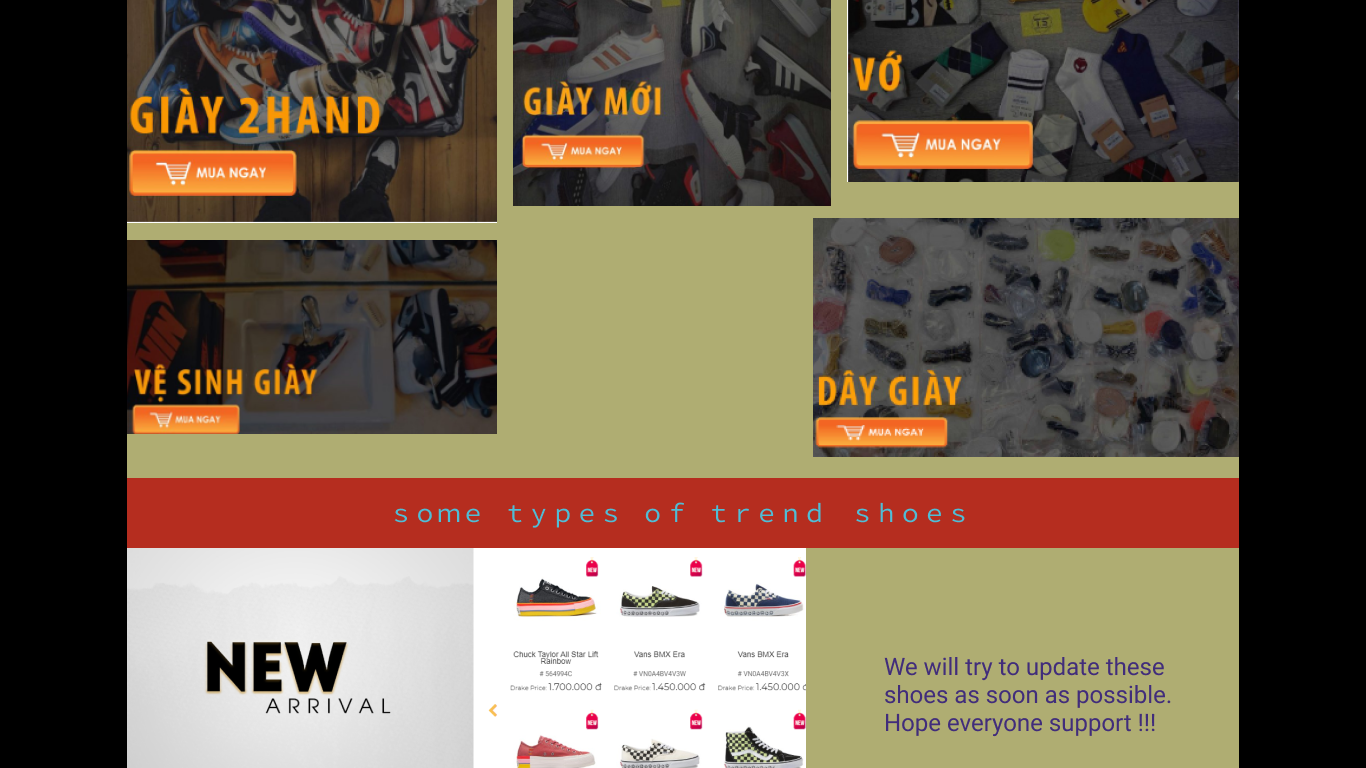 GIÀY 2HAND
MUA NGAY
GIÀY MỚI
MUA NGAY
VỚ
MUA NGAY
VỆ SINH GIÀY
MUA NGAY
DÂY GIÀY
MUA NGAY
some types of trend shoes
NEW
ARRIVAL
NEW
NEW
NEW
Chuck Taylor All Star Lift
Rainbow
# 564994C
Drake Price: 1.700.000 đ
Vans BMX Era
# VN0A4BV4V3W
Drake Price: 1.450.000 đ
Vans BMX Era
# VN0A4BV4V3X
Drake Price: 1.450.000 đ
NEW
NEW
NEW
We will try to update these
shoes as soon as possible.
Hope everyone support !!!